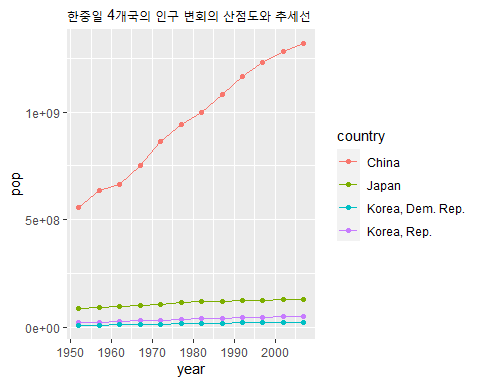 한중일 4개국의 인구 변회의 산점도와 추세선
pop
1e+09
5e+08
0e+00
1950 1960 1970 1980 1990 2000
year
country
China
Japan
Korea, Dem. Rep.
Korea, Rep.